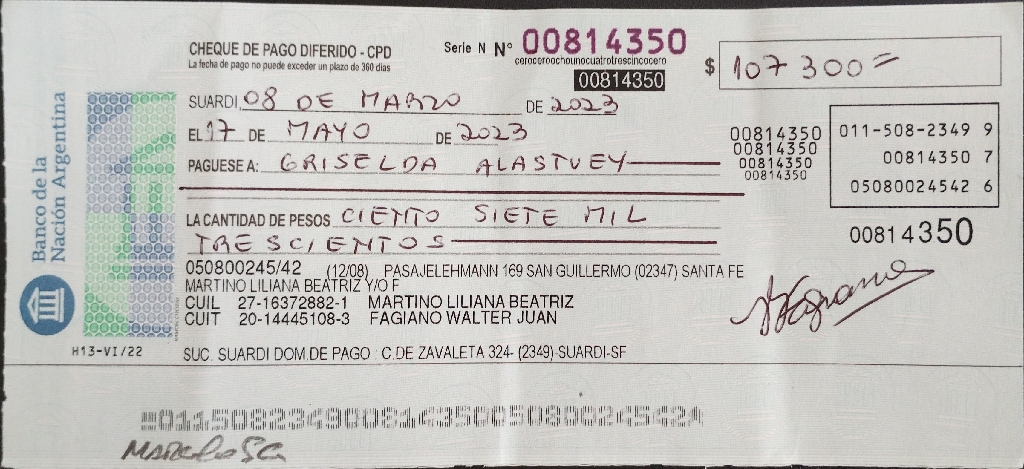 CHEQUE DE PAGO DIFERIDO - CPD
La fecha de pago no puede exceder un plazo de 360 días
Serie N Nº 00814350
ceroceroochounocuatrotrescincocero
00814350
$ 107 300=
SUARDI, 08 DE MARZO DE 2023
EL 17 DE MAYO DE 2023
PAGUESE A: GRISELDA ALASTUEY
00814350
00814350
00814350
00814350
011-508-2349 9
00814350 7
05080024542 6
00814350
LA CANTIDAD DE PESOS CIENTO SIETE MIL
TRESCIENTOS
050800245/42 (12/08) PASAJELEHMANN 169 SAN GUILLERMO (02347) SANTA FE
MARTINO LILIANA BEATRIZ Y/O F
CUIL 27-16372882-1 MARTINO LILIANA BEATRIZ
CUIT 20-14445108-3 FAGIANO WALTER JUAN
SUC. SUARDI DOM.DE PAGO : C.DE ZAVALETA 324- (2349)-SUARDI-SF
Banco de la
Nación Argentina
H13-VI/22
01150823490081435005080024542